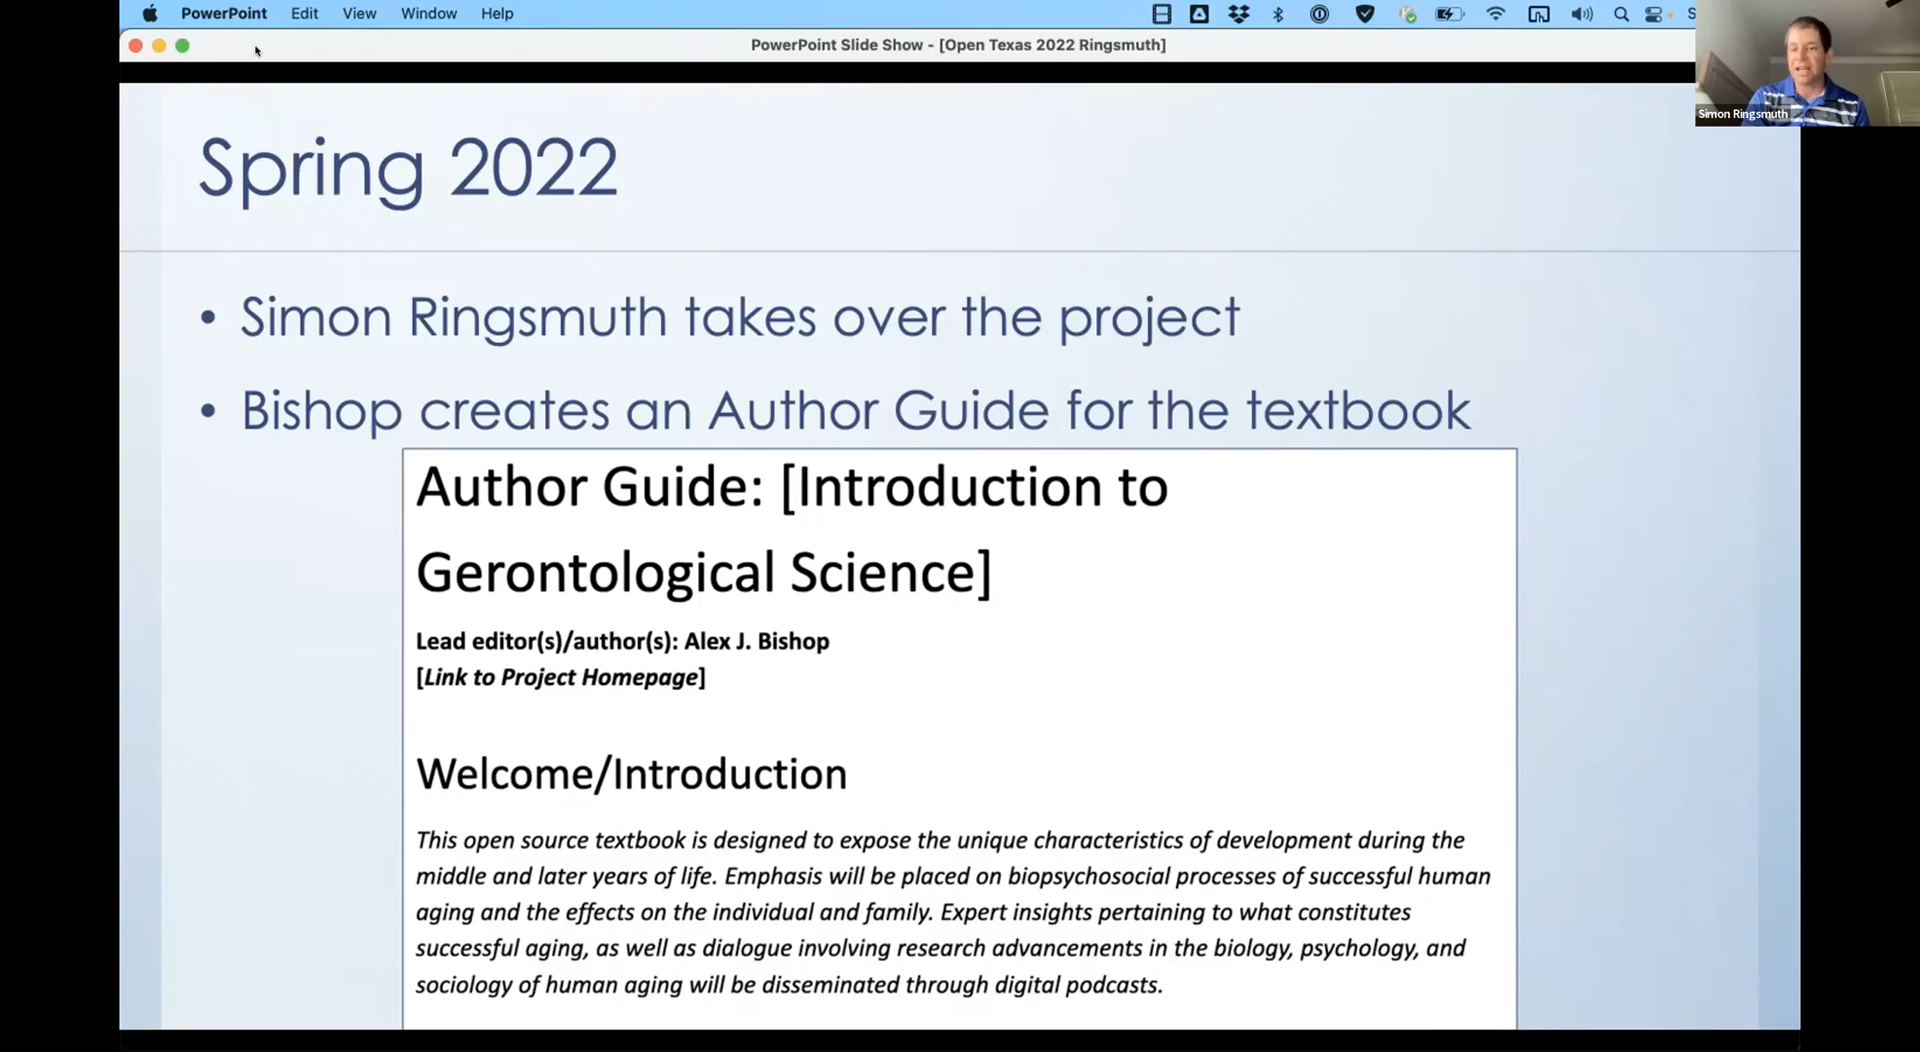 PowerPoint Edit View Window Help
PowerPoint Slide Show - [Open Texas 2022 Ringsmuth]
Simon Ringsmuth
Spring 2022
• Simon Ringsmuth takes over the project
• Bishop creates an Author Guide for the textbook
Author Guide: [Introduction to
Gerontological Science]
Lead editor(s)/author(s): Alex J. Bishop
[Link to Project Homepage]
Welcome/Introduction
This open source textbook is designed to expose the unique characteristics of development during the
middle and later years of life. Emphasis will be placed on biopsychosocial processes of successful human
aging and the effects on the individual and family. Expert insights pertaining to what constitutes
successful aging, as well as dialogue involving research advancements in the biology, psychology, and
sociology of human aging will be disseminated through digital podcasts.